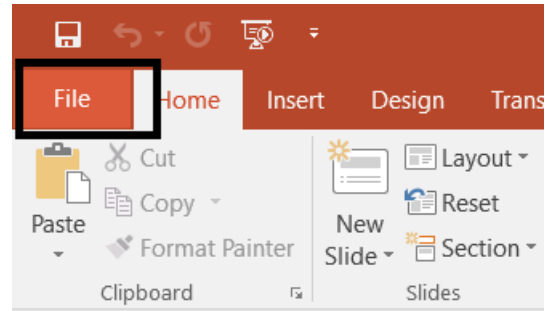 File Home Insert Design Trans
Paste
Cut
Copy
Format Painter
Clipboard
New
Slide
Layout
Reset
Section
Slides